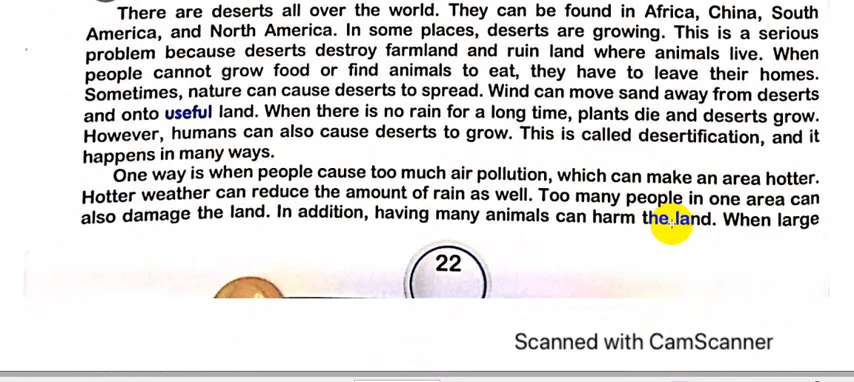 There are deserts all over the world. They can be found in Africa, China, South
America, and North America. In some places, deserts are growing. This is a serious
problem because deserts destroy farmland and ruin land where animals live. When
people cannot grow food or find animals to eat, they have to leave their homes.
Sometimes, nature can cause deserts to spread. Wind can move sand away from deserts
and onto useful land. When there is no rain for a long time, plants die and deserts grow.
However, humans can also cause deserts to grow. This is called desertification, and it
happens in many ways.
One way is when people cause too much air pollution, which can make an area hotter.
Hotter weather can reduce the amount of rain as well. Too many people in one area can
also damage the land. In addition, having many animals can harm the land. When large
22
Scanned with CamScanner